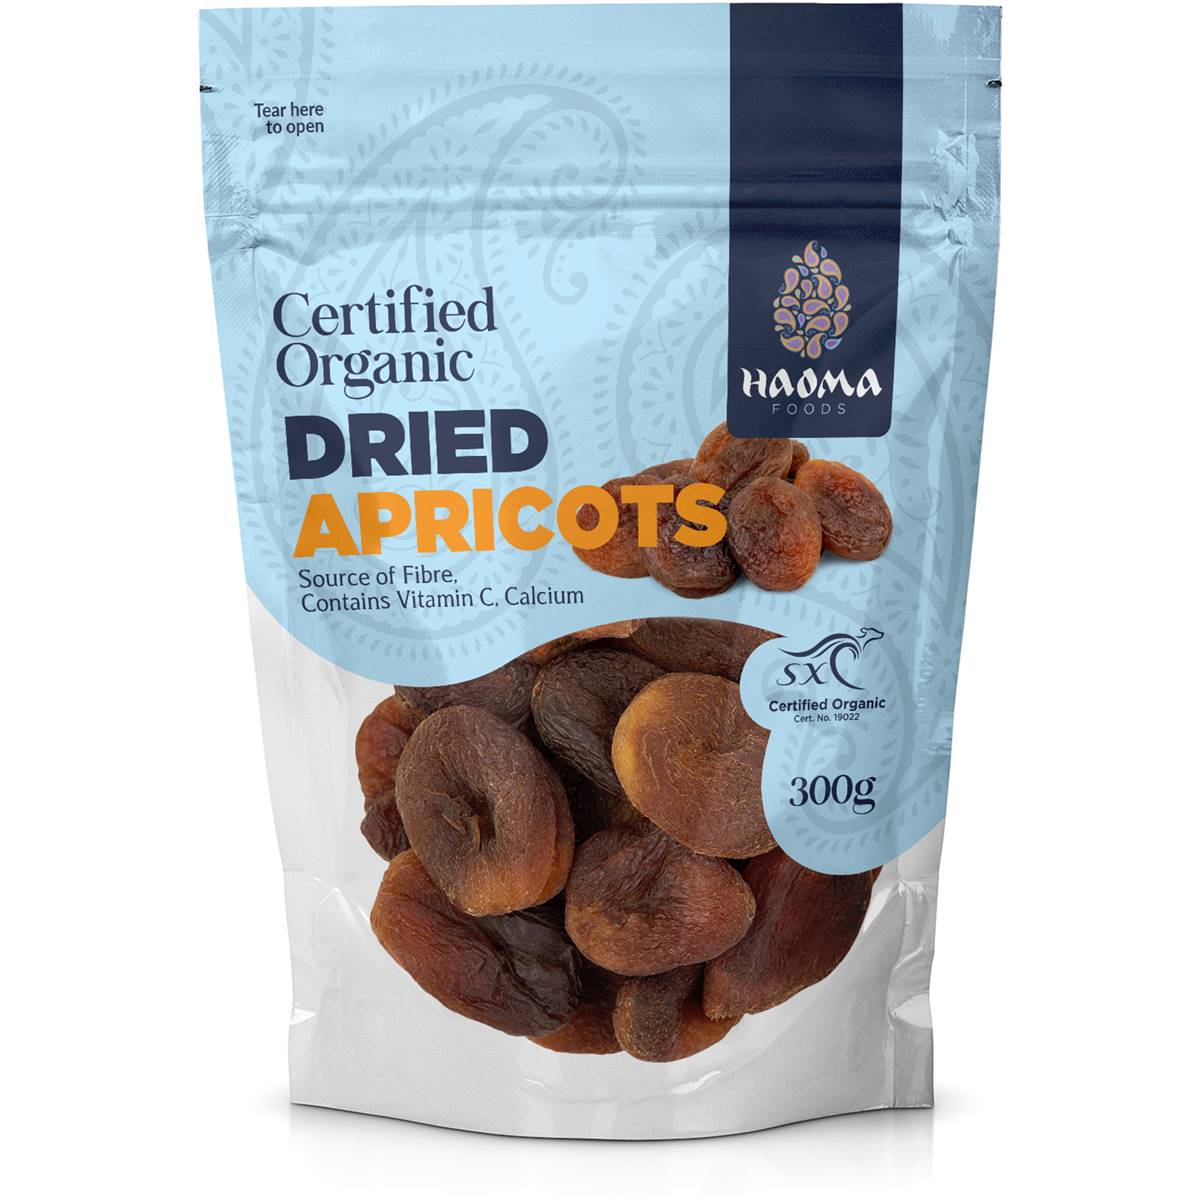 Tear here
to open
HAOMA
FOODS
Certified
Organic
DRIED
APRICOTS
Source of Fibre,
Contains Vitamin C, Calcium
SXC
Certified Organic
Cert. No. 19022
300g